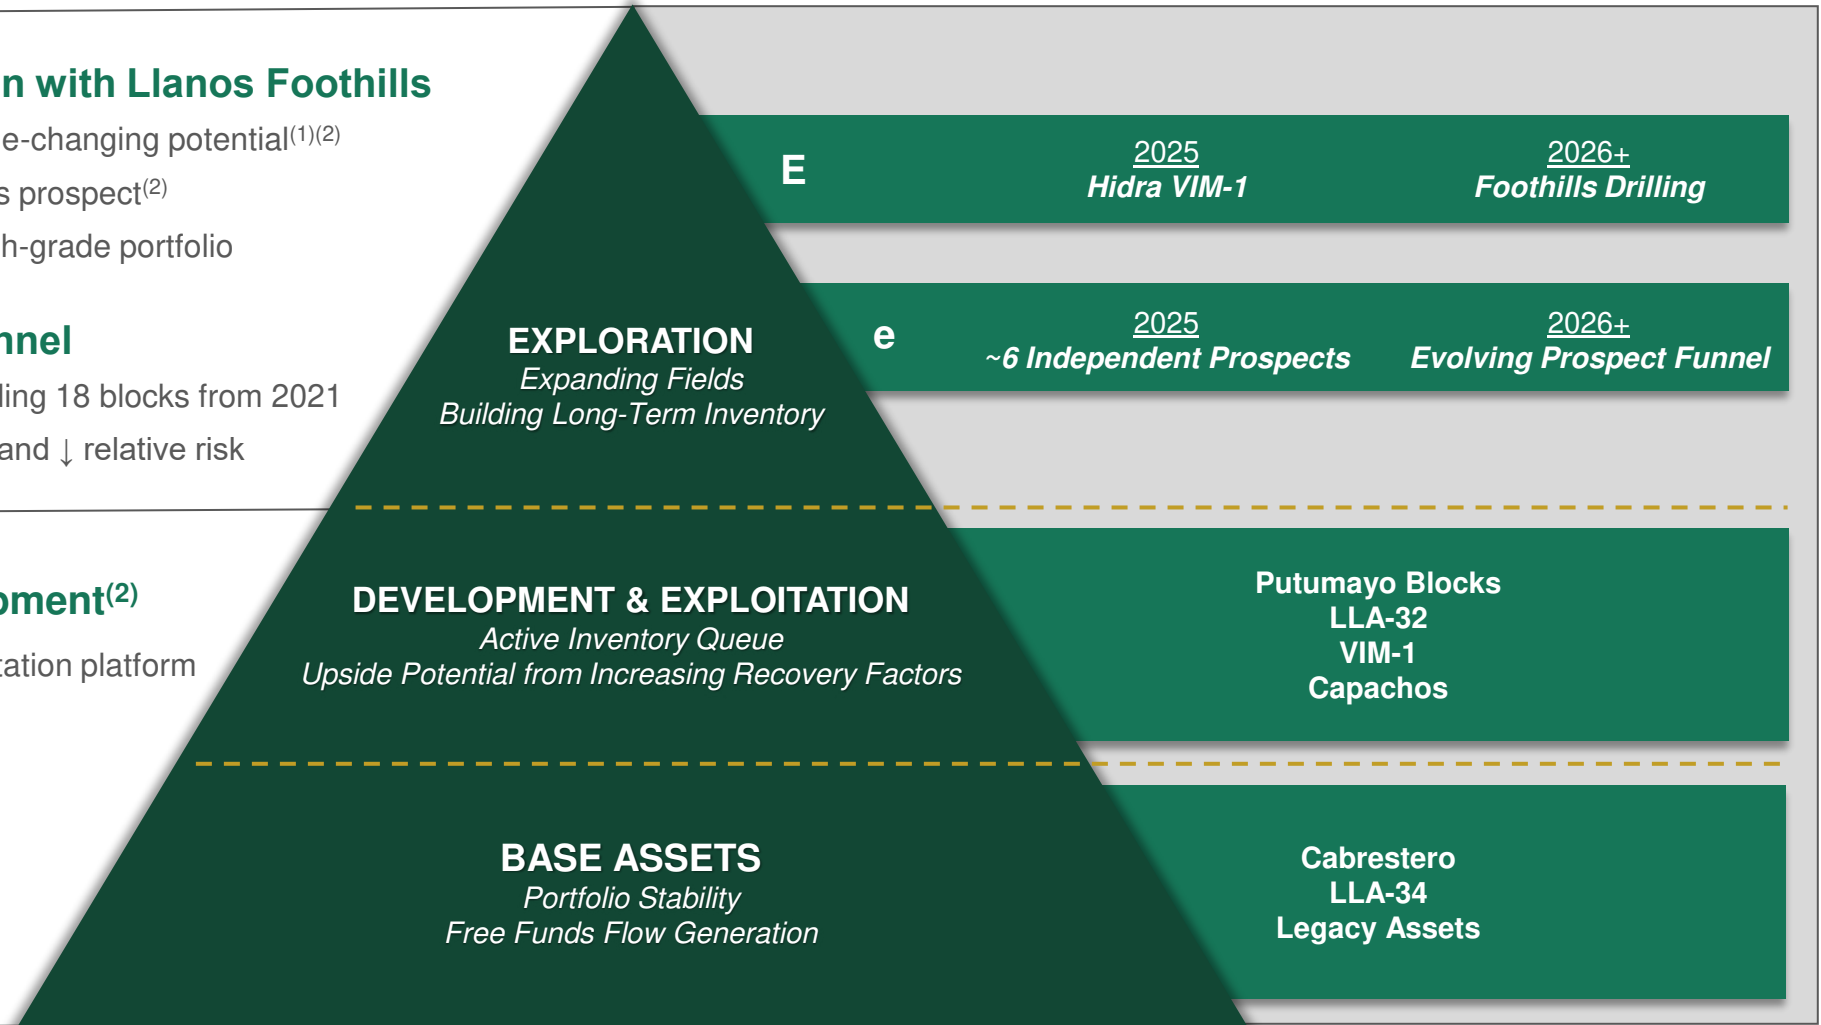 n with Llanos Foothills
e-changing potential(1)(2)
s prospect(2)
h-grade portfolio
nnel
ling 18 blocks from 2021
and ↓ relative risk
pment(2)
tation platform
EXPLORATION
Expanding Fields
Building Long-Term Inventory
DEVELOPMENT & EXPLOITATION
Active Inventory Queue
Upside Potential from Increasing Recovery Factors
BASE ASSETS
Portfolio Stability
Free Funds Flow Generation
E
2025
Hidra VIM-1
2026+
Foothills Drilling
e
2025
~6 Independent Prospects
2026+
Evolving Prospect Funnel
Putumayo Blocks
LLA-32
VIM-1
Capachos
Cabrestero
LLA-34
Legacy Assets